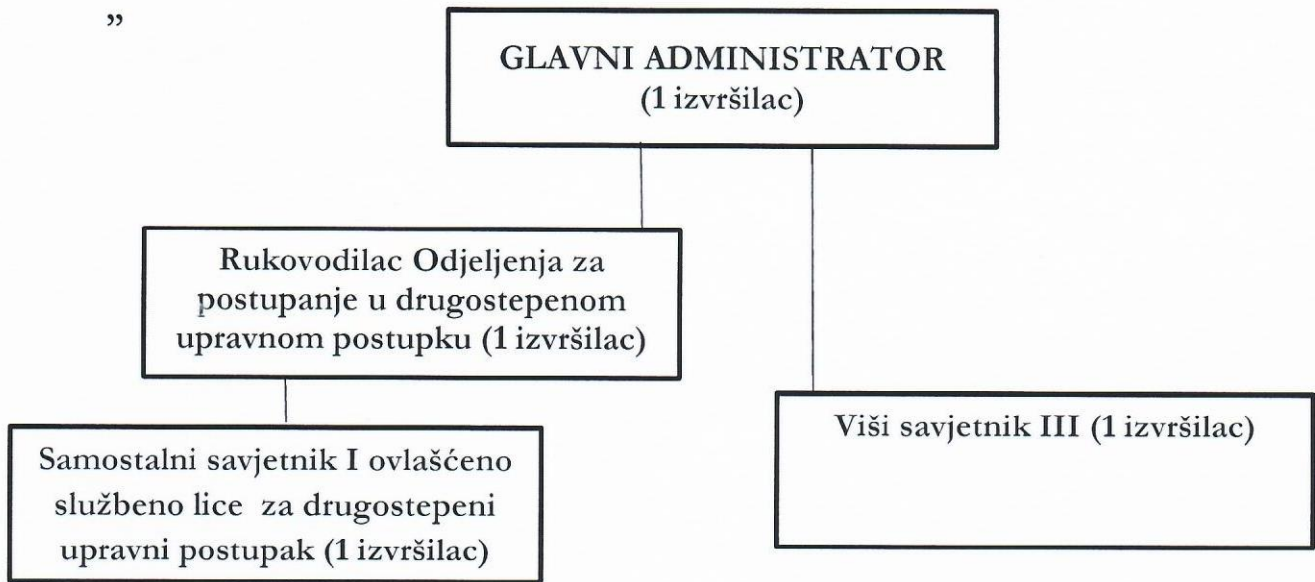 ”
GLAVNI ADMINISTRATOR
(1 izvršilac)
Rukovodilac Odjeljenja za
postupanje u drugostepenom
upravnom postupku (1 izvršilac)
Samostalni savjetnik I ovlašćeno
službeno lice za drugostepeni
upravni postupak (1 izvršilac)
Viši savjetnik III (1 izvršilac)